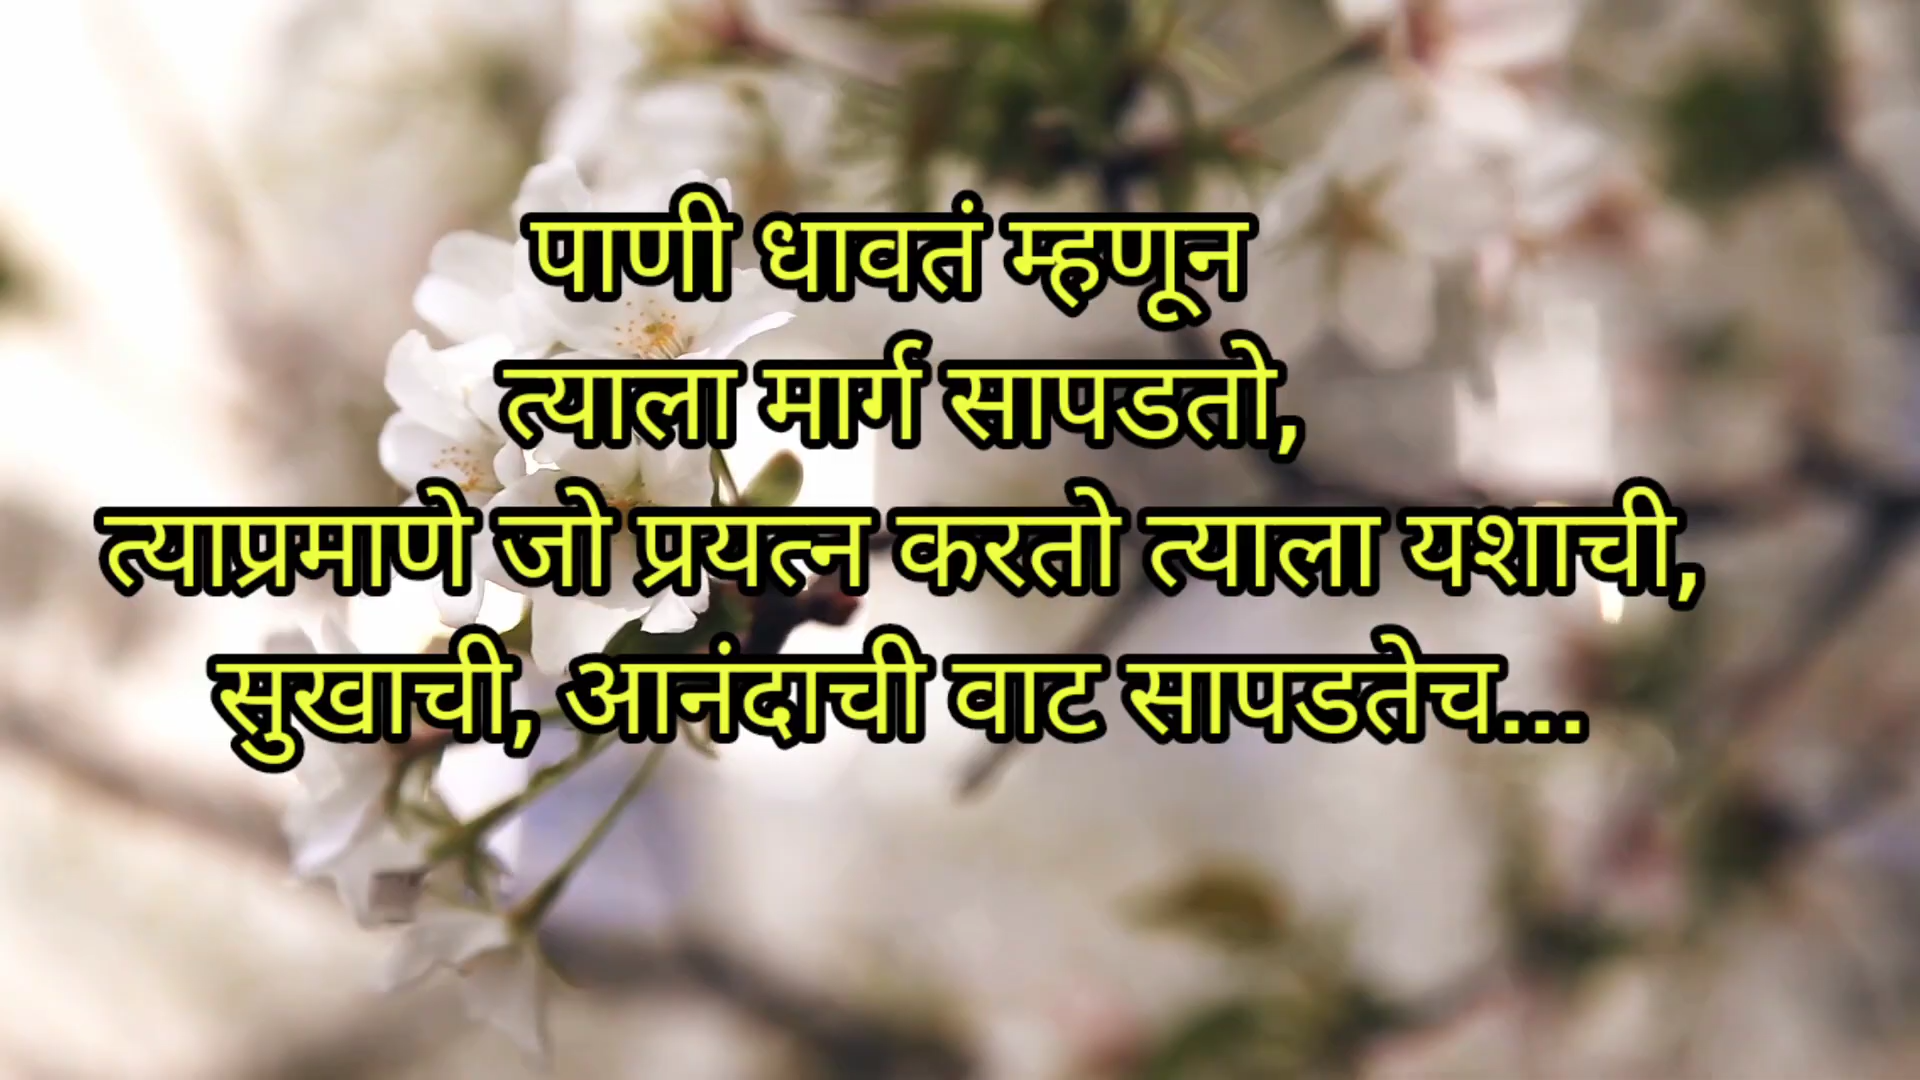 पाणी धावतं म्हणून
त्याला मार्ग सापडतो,
त्याप्रमाणे जो प्रयत्न करतो त्याला यशाची,
सुखाची, आनंदाची वाट सापडतेच...